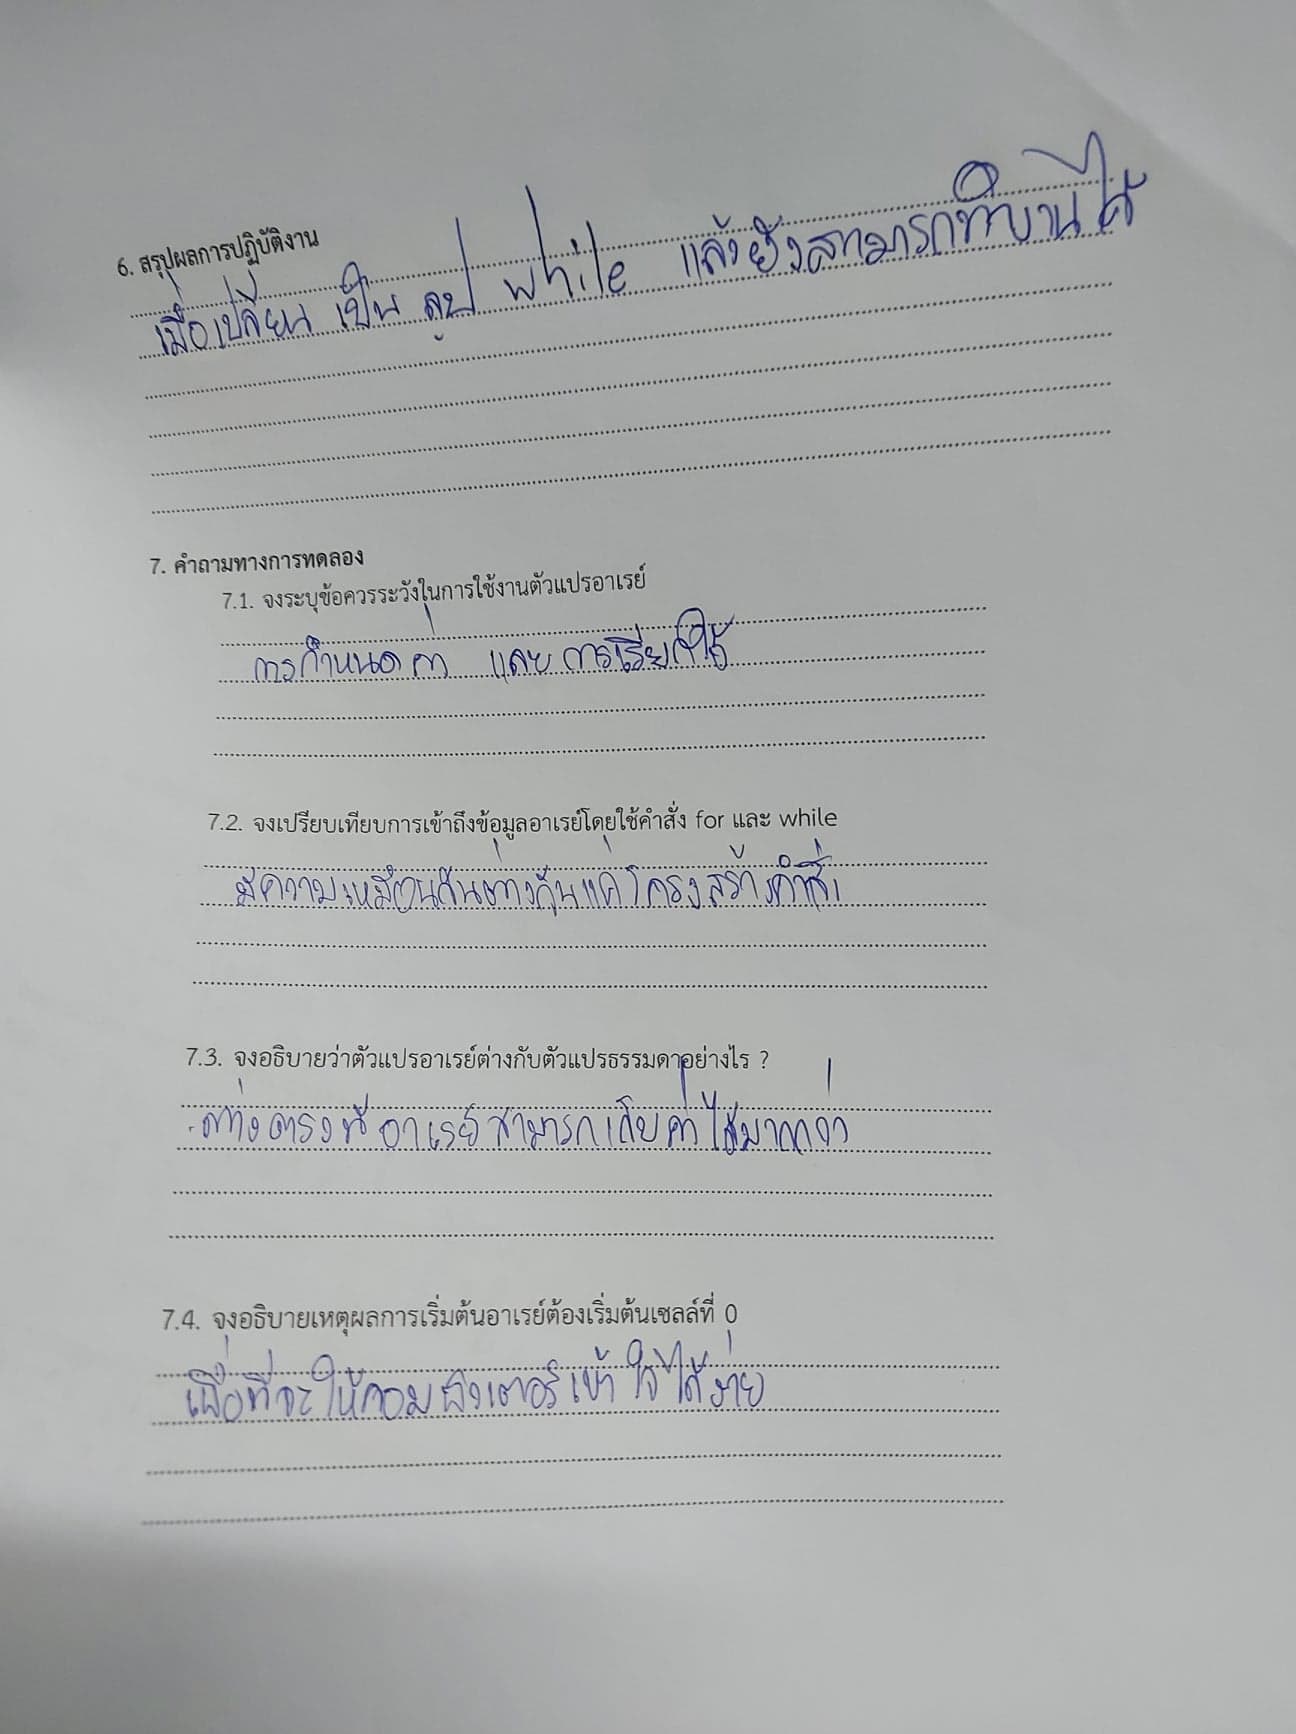 6. สรุปผลการปฏิบัติงาน
เมื่อเปลี่ยน เป็น ลูป while แล้วยังสามารถทำงานได้
7. คำถามทางการทดลอง
7.1. จงระบุข้อควรระวังในการใช้งานตัวแปรอาเรย์
การกำหนดค่า และ การเรียกใช้
7.2. จงเปรียบเทียบการเข้าถึงข้อมูลอาเรย์โดยใช้คำสั่ง for และ while
มีความเหมือนกันต่างกันแค่โครงสร้างคำสั่ง
7.3. จงอธิบายว่าตัวแปรอาเรย์ต่างกับตัวแปรธรรมดาอย่างไร ?
ต่างตรงที่ อาเรย์สามารถเก็บค่าได้มากกว่า
7.4. จงอธิบายเหตุผลการเริ่มต้นอาเรย์ต้องเริ่มต้นเซลล์ที่ 0
เพื่อที่จะให้คอมพิวเตอร์เข้าใจได้ง่าย